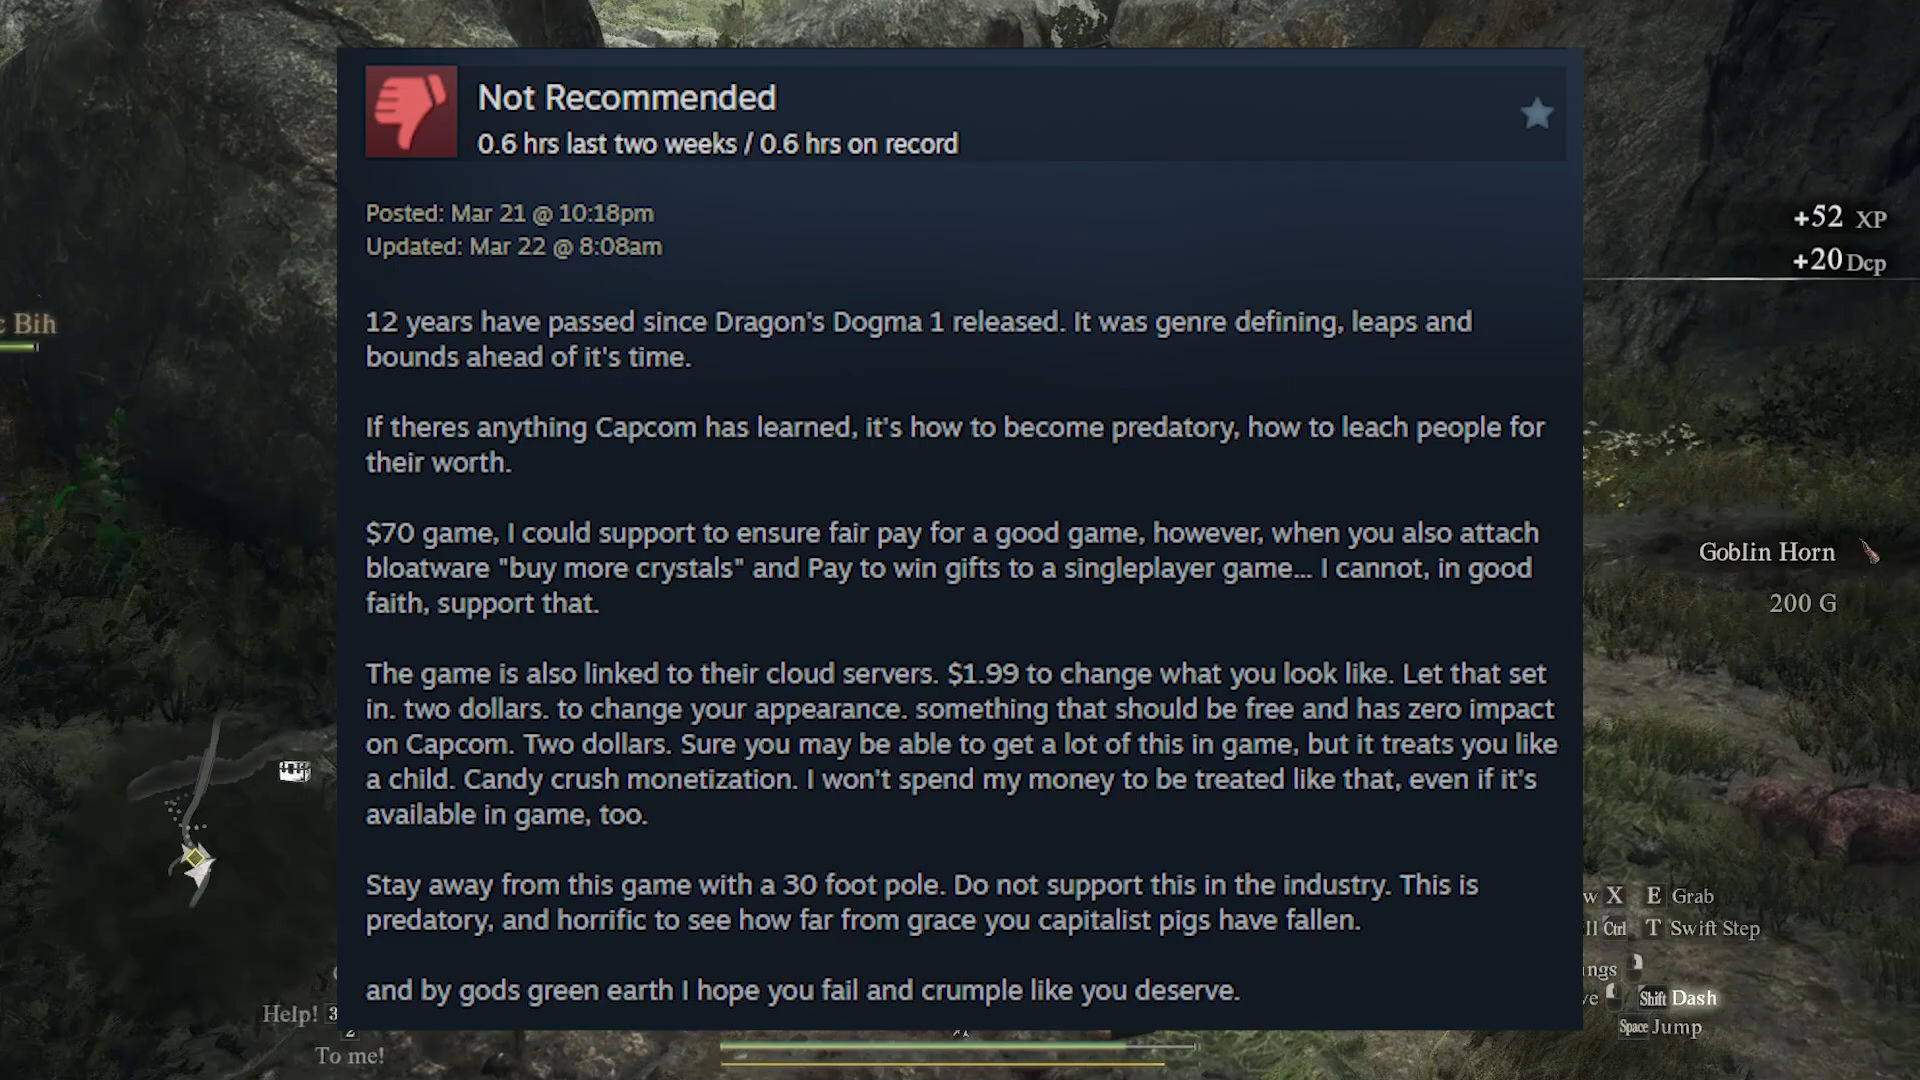 Not Recommended
0.6 hrs last two weeks / 0.6 hrs on record
Posted: Mar 21 @ 10:18pm
Updated: Mar 22 @ 8:08am
12 years have passed since Dragon's Dogma 1 released. It was genre defining, leaps and
bounds ahead of it's time.
If theres anything Capcom has learned, it's how to become predatory, how to leach people for
their worth.
$70 game, I could support to ensure fair pay for a good game, however, when you also attach
bloatware "buy more crystals" and Pay to win gifts to a singleplayer game... I cannot, in good
faith, support that.
The game is also linked to their cloud servers. $1.99 to change what you look like. Let that set
in. two dollars. to change your appearance. something that should be free and has zero impact
on Capcom. Two dollars. Sure you may be able to get a lot of this in game, but it treats you like
a child. Candy crush monetization. I won't spend my money to be treated like that, even if it's
available in game, too.
Stay away from this game with a 30 foot pole. Do not support this in the industry. This is
predatory, and horrific to see how far from grace you capitalist pigs have fallen.
and by gods green earth I hope you fail and crumple like you deserve.
+52 XP
+20 Dcp
c Bih
Goblin Horn
200 G
w X E Grab
ll Ctrl T Swift Step
ngs
ve Shift Dash
Space Jump
Help! 3
2
To me!